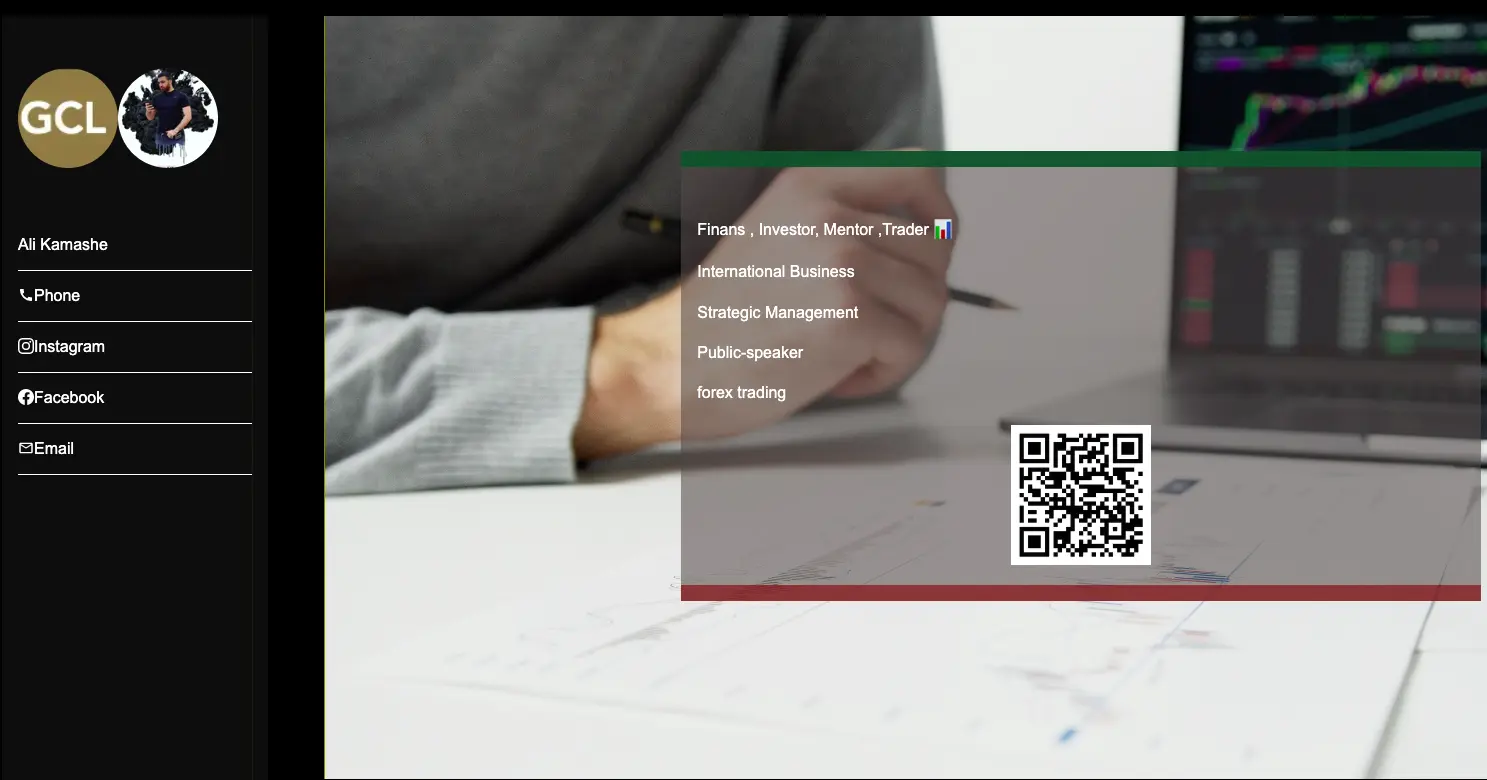 GCL
Ali Kamashe
Phone
Instagram
Facebook
Email
Finans , Investor, Mentor ,Trader 📊
International Business
Strategic Management
Public-speaker
forex trading